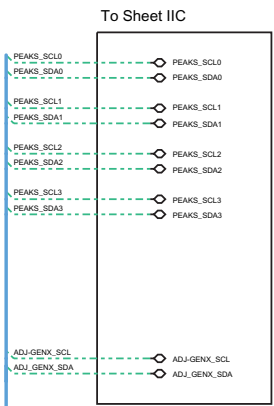 To Sheet IIC
PEAKS_SCL0
PEAKS_SCL0
PEAKS_SDA0
PEAKS_SDA0
PEAKS_SCL1
PEAKS_SCL1
PEAKS_SDA1
PEAKS_SDA1
PEAKS_SCL2
PEAKS_SCL2
PEAKS_SDA2
PEAKS_SDA2
PEAKS_SCL3
PEAKS_SCL3
PEAKS_SDA3
PEAKS_SDA3
ADJ-GENX_SCL
ADJ-GENX_SCL
ADJ_GENX_SDA
ADJ_GENX_SDA